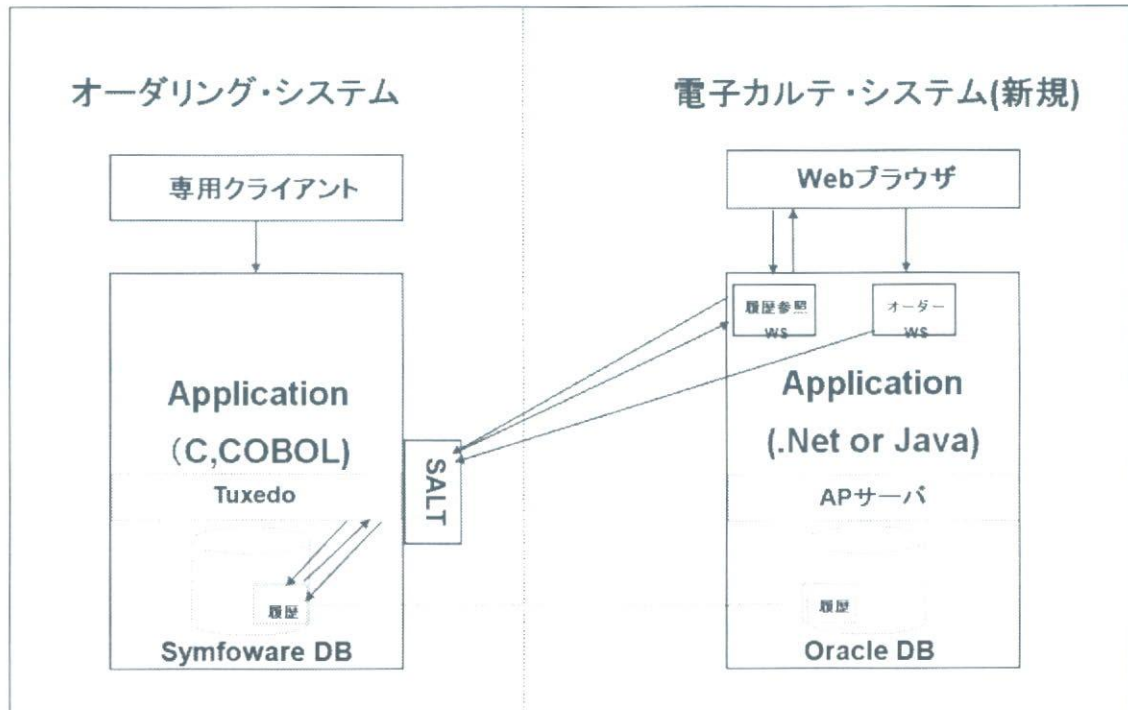 オーダリング・システム
専用クライアント
Application
(C,COBOL)
Tuxedo
SALT
履歴
Symfoware DB
電子カルテ・システム(新規)
Webブラウザ
履歴参照
WS
オーダー
WS
Application
(.Net or Java)
APサーバ
履歴
Oracle DB